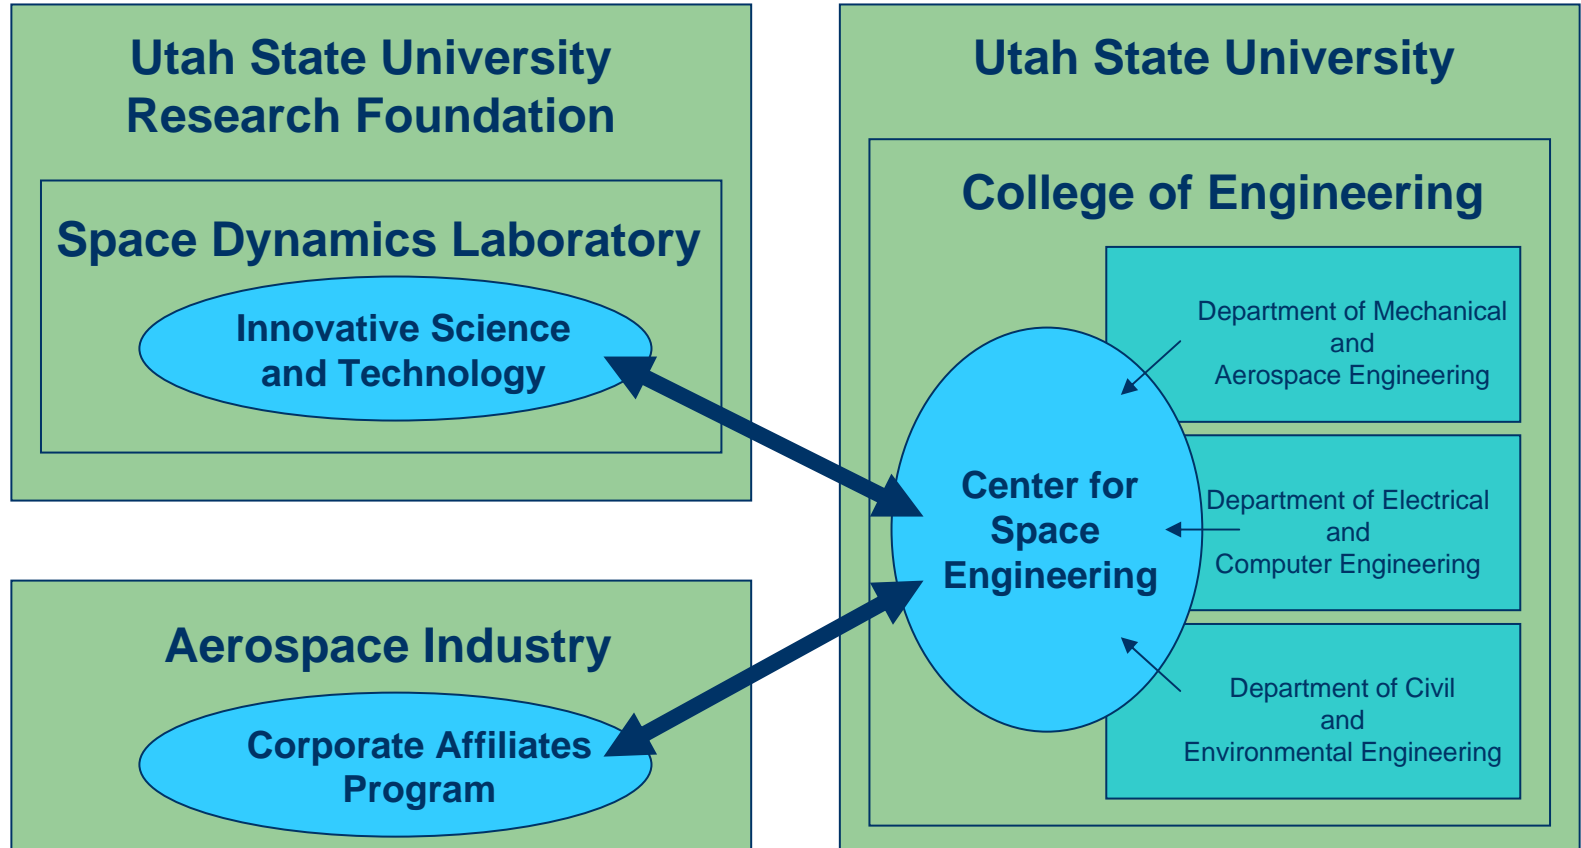 Utah State University
Research Foundation
Space Dynamics Laboratory
Innovative Science
and Technology
Aerospace Industry
Corporate Affiliates
Program
Utah State University
College of Engineering
Center for
Space
Engineering
Department of Mechanical
and
Aerospace Engineering
Department of Electrical
and
Computer Engineering
Department of Civil
and
Environmental Engineering